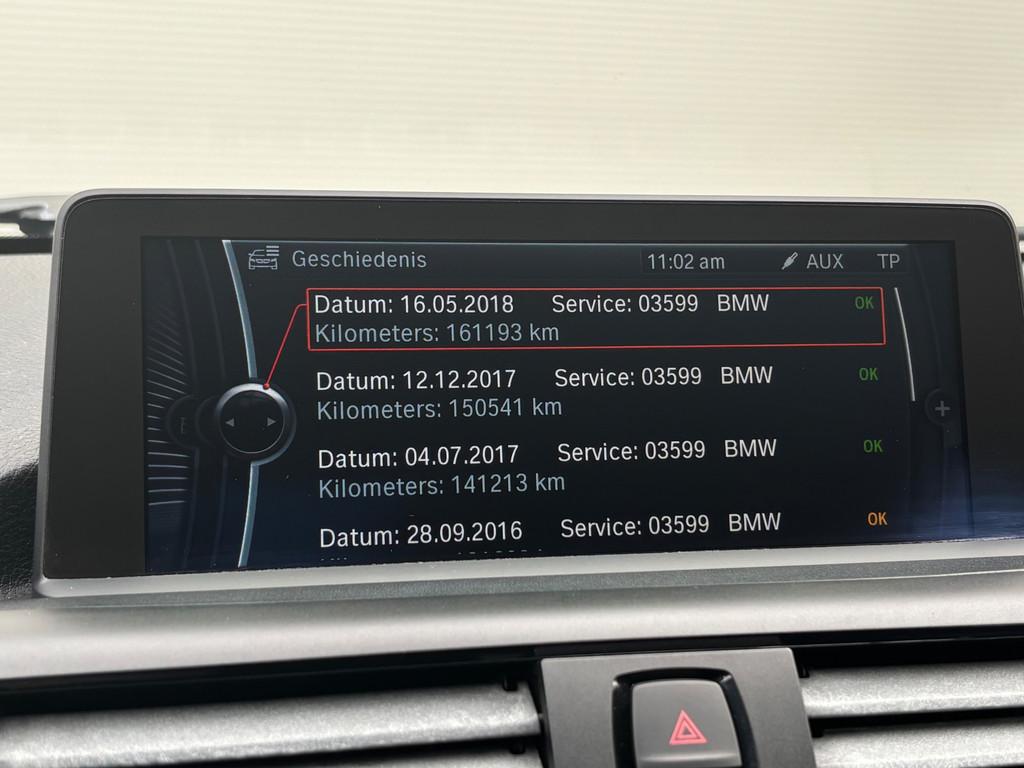 Geschiedenis 11:02 am AUX TP
Datum: 16.05.2018 Service: 03599 BMW OK
Kilometers: 161193 km
Datum: 12.12.2017 Service: 03599 BMW OK
Kilometers: 150541 km
Datum: 04.07.2017 Service: 03599 BMW OK
Kilometers: 141213 km
Datum: 28.09.2016 Service: 03599 BMW OK